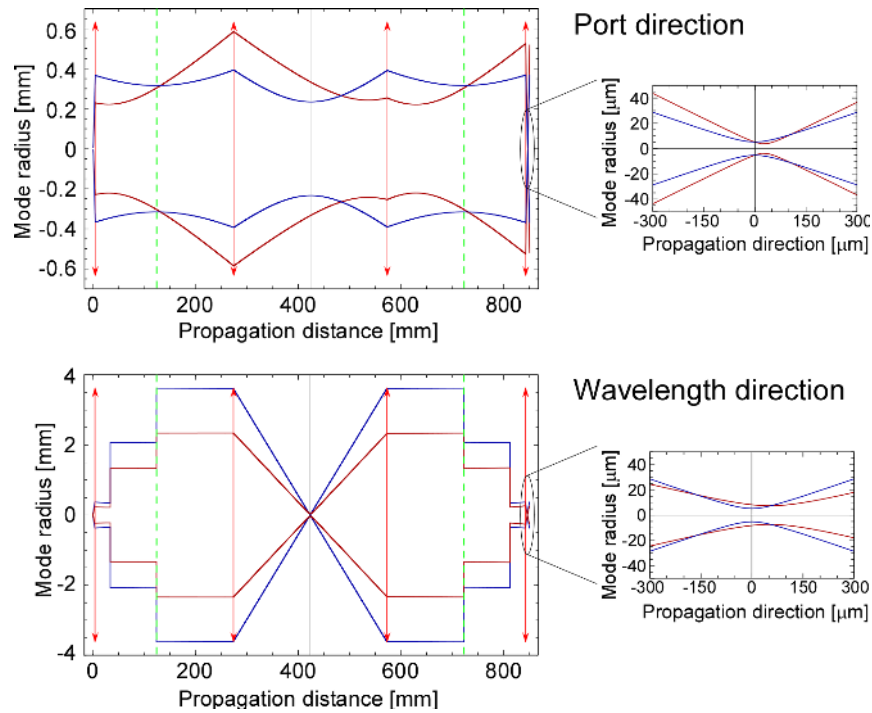 Port direction
Mode radius [mm]
0.6
0.4
0.2
0
-0.2
-0.4
-0.6
0 200 400 600 800
Propagation distance [mm]
Mode radius [μm]
40
20
0
-20
-40
-300 -150 0 150 300
Propagation direction [μm]
Wavelength direction
Mode radius [mm]
4
2
0
-2
-4
0 200 400 600 800
Propagation distance [mm]
Mode radius [μm]
40
20
0
-20
-40
-300 -150 0 150 300
Propagation direction [μm]